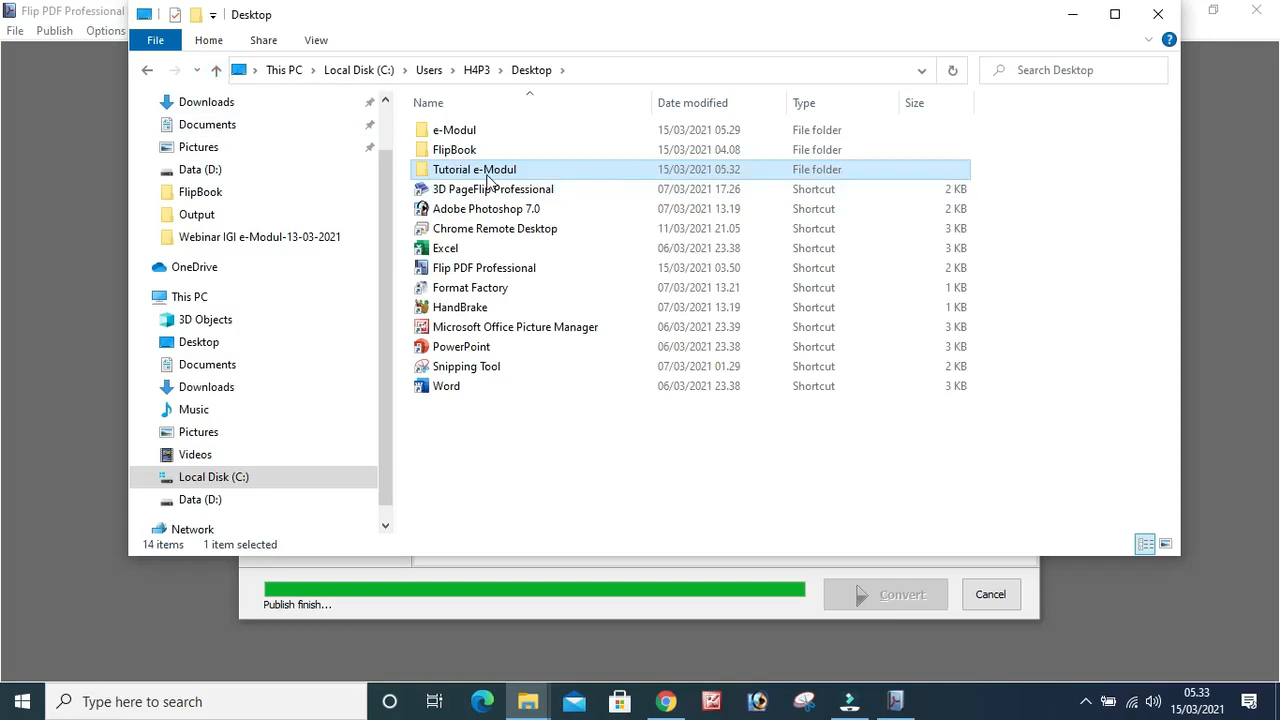 Flip PDF Professional
Desktop
File Publish Options
File Home Share View
This PC Local Disk (C:) Users H4P3 Desktop
Search Desktop
Name Date modified Type Size
Downloads
Documents
Pictures
Data (D:)
FlipBook
Output
Webinar IGI e-Modul-13-03-2021
OneDrive
This PC
3D Objects
Desktop
Documents
Downloads
Music
Pictures
Videos
Local Disk (C:)
Data (D:)
Network
e-Modul 15/03/2021 05.29 File folder
FlipBook 15/03/2021 04.08 File folder
Tutorial e-Modul 15/03/2021 05.32 File folder
3D PageFlip Professional 07/03/2021 17.26 Shortcut 2 KB
Adobe Photoshop 7.0 07/03/2021 13.19 Shortcut 2 KB
Chrome Remote Desktop 11/03/2021 21.05 Shortcut 3 KB
Excel 06/03/2021 23.38 Shortcut 3 KB
Flip PDF Professional 15/03/2021 03.50 Shortcut 2 KB
Format Factory 07/03/2021 13.21 Shortcut 1 KB
HandBrake 07/03/2021 13.19 Shortcut 1 KB
Microsoft Office Picture Manager 06/03/2021 23.39 Shortcut 3 KB
PowerPoint 06/03/2021 23.38 Shortcut 3 KB
Snipping Tool 07/03/2021 01.29 Shortcut 2 KB
Word 06/03/2021 23.38 Shortcut 3 KB
14 items 1 item selected
Publish finish...
Convert
Cancel
Type here to search
05.33
15/03/2021